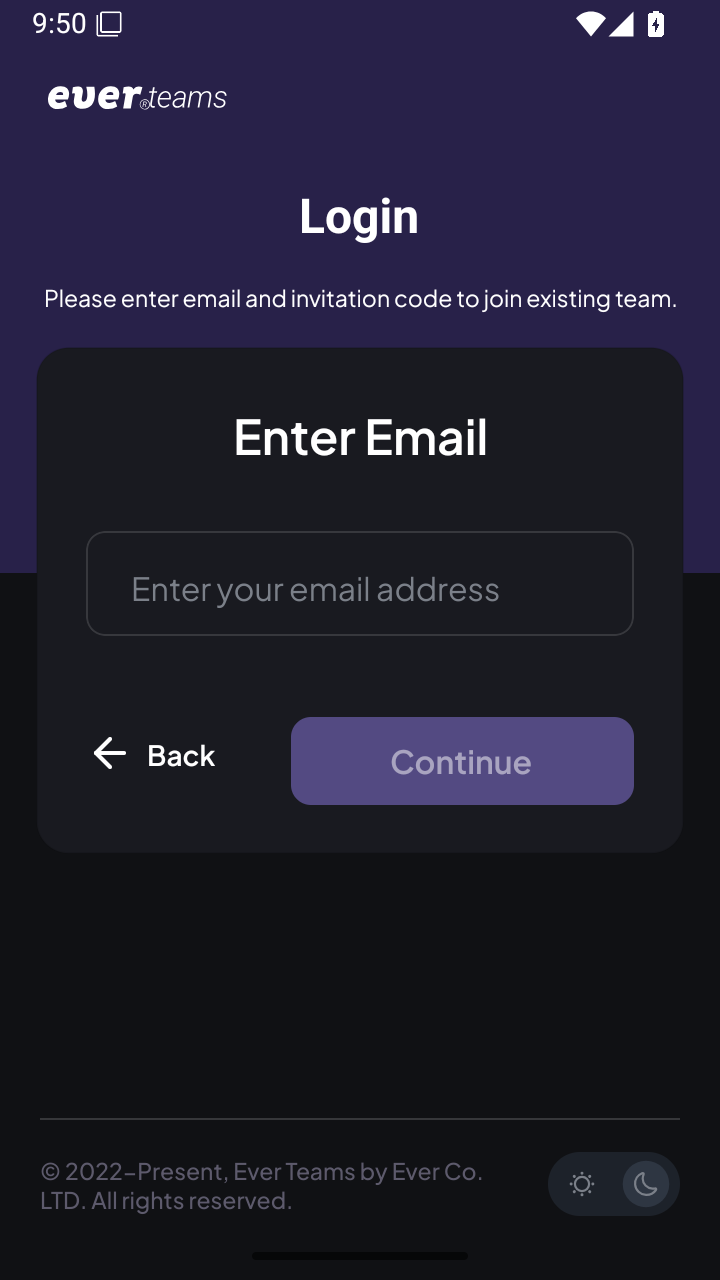 9:50
ever® teams
Login
Please enter email and invitation code to join existing team.
Enter Email
Enter your email address
Back
Continue
© 2022–Present, Ever Teams by Ever Co.
LTD. All rights reserved.